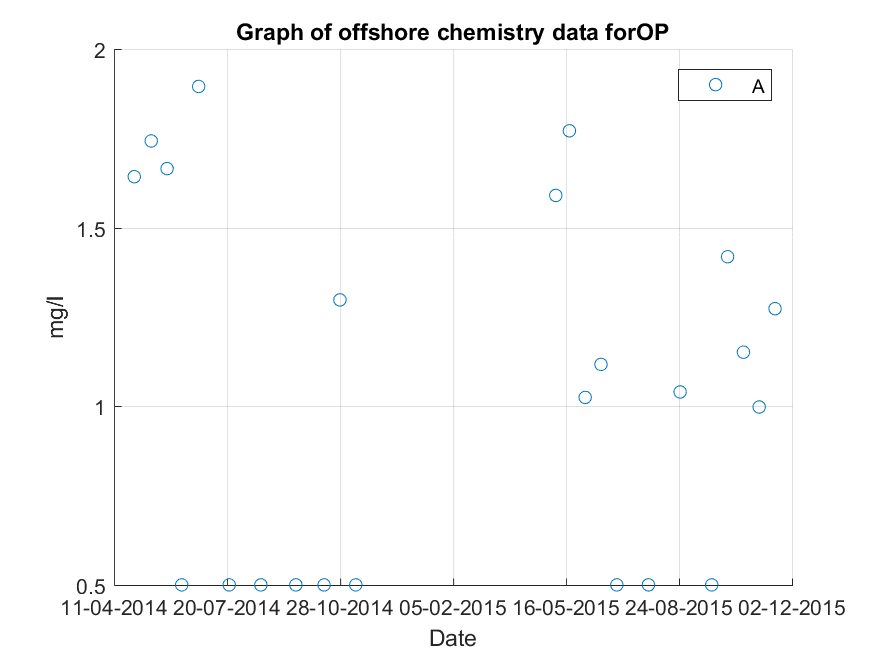 Graph of offshore chemistry data forOP
A
2
1.5
1
0.5
mg/l
11-04-2014 20-07-2014 28-10-2014 05-02-2015 16-05-2015 24-08-2015 02-12-2015
Date